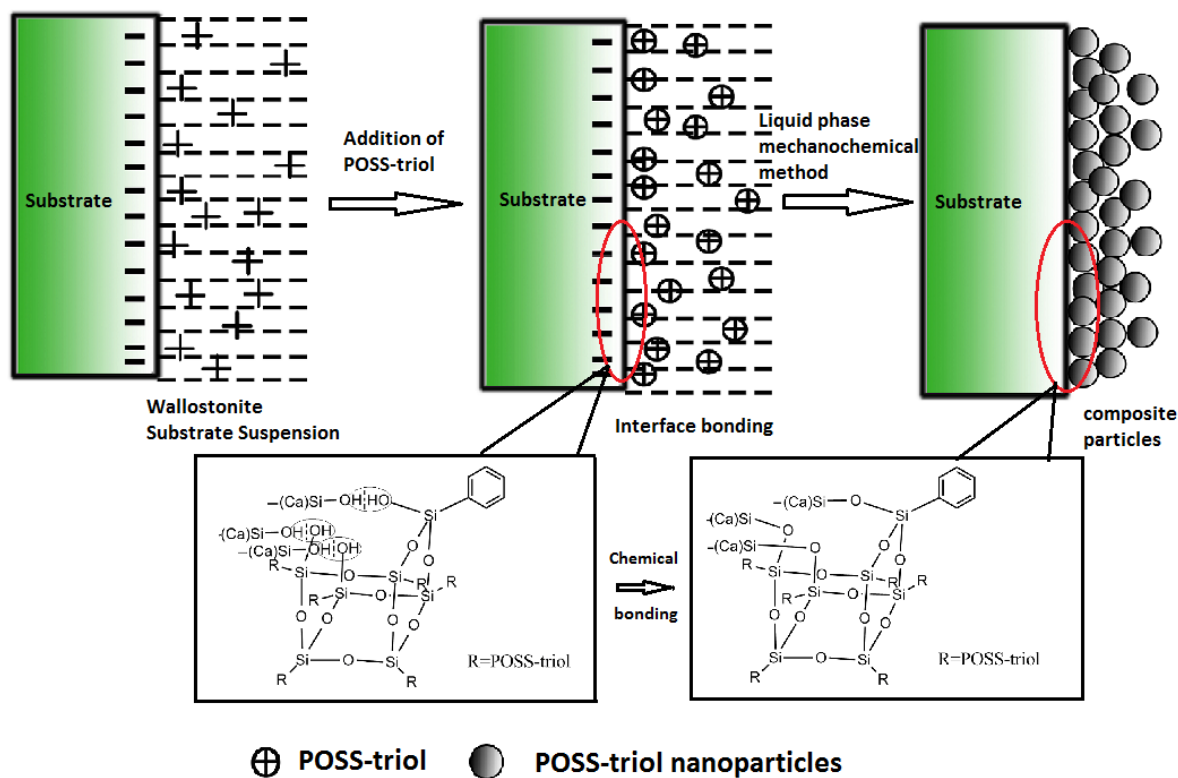 Substrate
Wallostonite
Substrate Suspension
Addition of
POSS-triol
Substrate
Interface bonding
Liquid phase
mechanochemical
method
Substrate
composite
particles
–(Ca)Si–OH HO
Si
-(Ca)Si–OH OH
–(Ca)Si–OH OH
O
O
R
Si
O
Si
R
R
R
Si
O
Si
O
O
O
O
Si
O
Si
R
R
R=POSS-triol
Chemical
bonding
–(Ca)Si
O
Si
-(Ca)Si
O
–(Ca)Si
O
O
O
R
Si
O
Si
R
R
R
Si
O
Si
O
O
O
O
Si
O
Si
R
R
R=POSS-triol
POSS-triol
POSS-triol nanoparticles